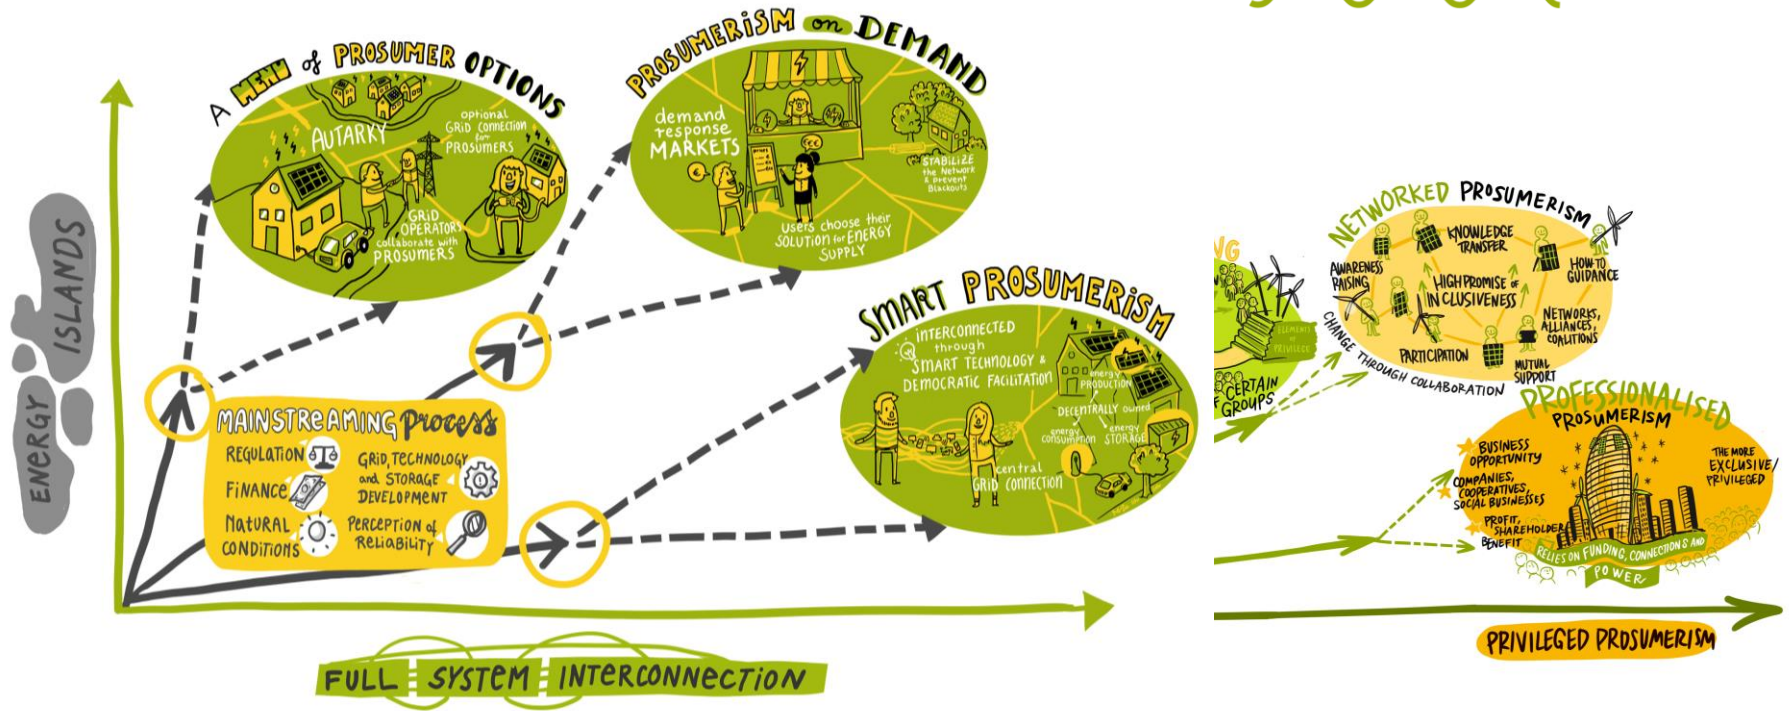 A MENU of PROSUMER OPTIONS
AUTARKY
OPTIONAL
GRID CONNECTION
for
PROSUMERS
GRID
OPERATORS
collaborate with
PROSUMERS
PROSUMERISM on DEMAND
demand
response
MARKETS
€
€€€
STABILIZE
the Network
& prevent
Blackouts
users choose their
SOLUTION for ENERGY
SUPPLY
SMART PROSUMERISM
INTERCONNECTED
through
SMART TECHNOLOGY &
DEMOCRATIC FACILITATION
energy
PRODUCTION
DECENTRALLY owned
energy
CONSUMPTION
energy
STORAGE
central
GRID CONNECTION
MAINSTREAMING PROCESS
REGULATION
FINANCE
NATURAL
CONDITIONS
GRID, TECHNOLOGY
and STORAGE
DEVELOPMENT
PERCEPTION of
RELIABILITY
ENERGY ISLANDS
FULL SYSTEM INTERCONNECTION
NG
ELEMENTS
of
PRIVILEGE
CERTAIN
GROUPS
NETWORKED PROSUMERISM
KNOWLEDGE
TRANSFER
AWARENESS
RAISING
HOW TO
GUIDANCE
HIGH PROMISE of
INCLUSIVENESS
NETWORKS,
ALLIANCES,
COALITIONS
PARTICIPATION
MUTUAL
SUPPORT
CHANGE THROUGH COLLABORATION
PROFESSIONALISED
PROSUMERISM
BUSINESS
OPPORTUNITY
COMPANIES,
COOPERATIVES,
SOCIAL BUSINESSES
PROFIT,
SHAREHOLDER
BENEFIT
THE MORE
EXCLUSIVE/
PRIVILEGED
RELIES ON FUNDING, CONNECTIONS AND
POWER
PRIVILEGED PROSUMERISM